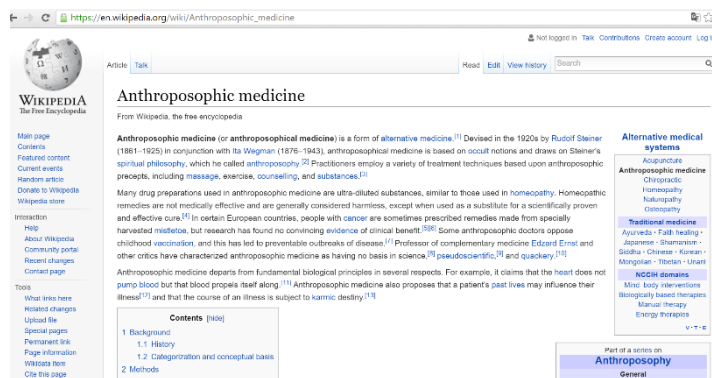 https://en.wikipedia.org/wiki/Anthroposophic_medicine
Not logged in Talk Contributions Create account Log i
Article Talk
Read Edit View history Search
WIKIPEDIA
The Free Encyclopedia
Main page
Contents
Featured content
Current events
Random article
Donate to Wikipedia
Wikipedia store
Interaction
Help
About Wikipedia
Community portal
Recent changes
Contact page
Tools
What links here
Related changes
Upload file
Special pages
Permanent link
Page information
Wikidata item
Cite this page
Anthroposophic medicine
From Wikipedia, the free encyclopedia
Anthroposophic medicine (or anthroposophical medicine) is a form of alternative medicine.[1] Devised in the 1920s by Rudolf Steiner
(1861–1925) in conjunction with Ita Wegman (1876–1943), anthroposophical medicine is based on occult notions and draws on Steiner's
spiritual philosophy, which he called anthroposophy.[2] Practitioners employ a variety of treatment techniques based upon anthroposophic
precepts, including massage, exercise, counselling, and substances.[3]
Many drug preparations used in anthroposophic medicine are ultra-diluted substances, similar to those used in homeopathy. Homeopathic
remedies are not medically effective and are generally considered harmless, except when used as a substitute for a scientifically proven
and effective cure.[4] In certain European countries, people with cancer are sometimes prescribed remedies made from specially
harvested mistletoe, but research has found no convincing evidence of clinical benefit.[5][6] Some anthroposophic doctors oppose
childhood vaccination, and this has led to preventable outbreaks of disease.[7] Professor of complementary medicine Edzard Ernst and
other critics have characterized anthroposophic medicine as having no basis in science,[8] pseudoscientific,[9] and quackery.[10]
Anthroposophic medicine departs from fundamental biological principles in several respects. For example, it claims that the heart does not
pump blood but that blood propels itself along.[11] Anthroposophic medicine also proposes that a patient's past lives may influence their
illness[12] and that the course of an illness is subject to karmic destiny.[13]
Contents [hide]
1 Background
1.1 History
1.2 Categorization and conceptual basis
2 Methods
Alternative medical
systems
Acupuncture
Anthroposophic medicine
Chiropractic
Homeopathy
Naturopathy
Osteopathy
Traditional medicine
Ayurveda · Faith healing ·
Japanese · Shamanism ·
Siddha · Chinese · Korean ·
Mongolian · Tibetan · Unani
NCCIH domains
Mind body interventions
Biologically based therapies
Manual therapy
Energy therapies
V · T · E
Part of a series on
Anthroposophy
General